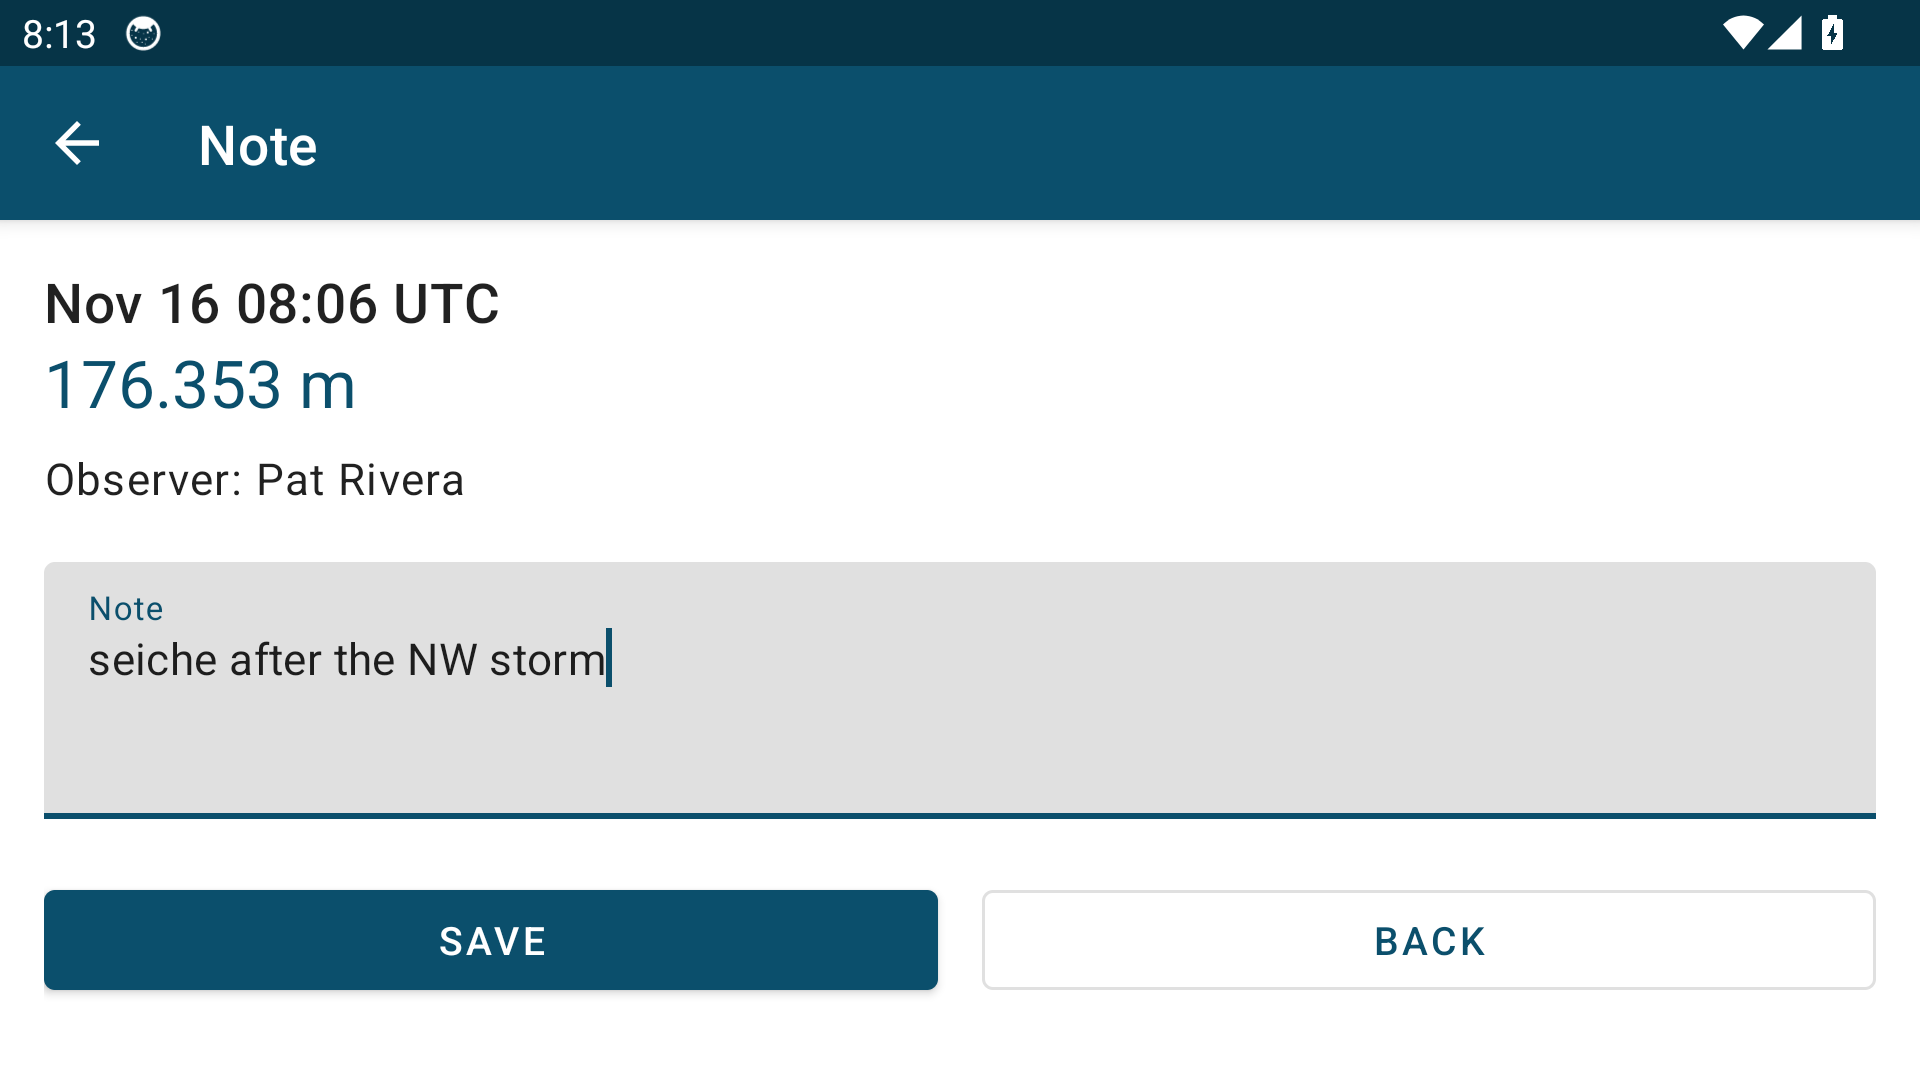 8:13
Note
Nov 16 08:06 UTC
176.353 m
Observer: Pat Rivera
Note
seiche after the NW storm
SAVE
BACK